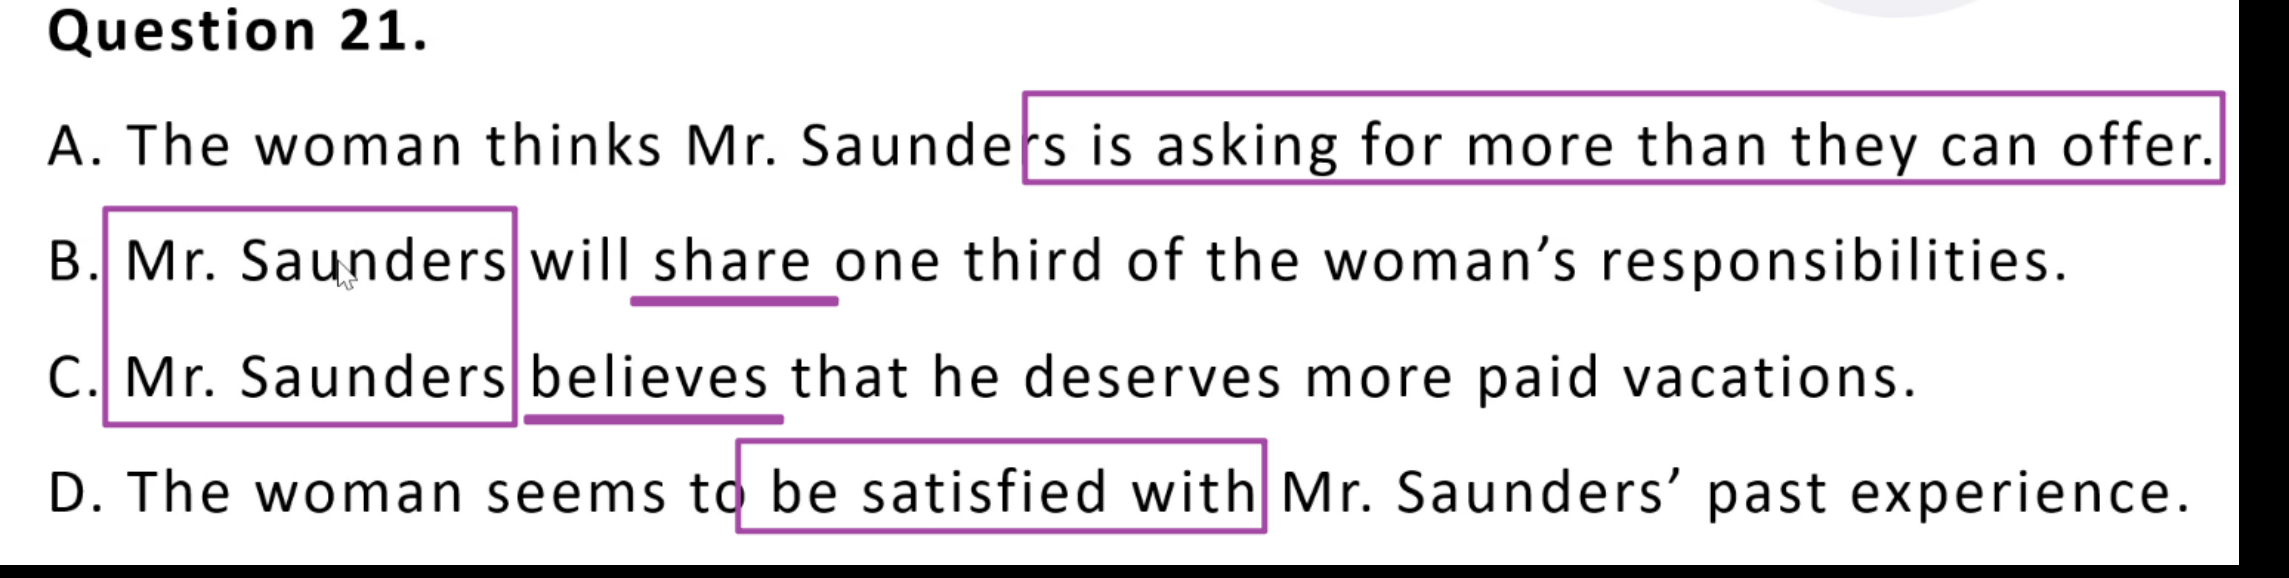 Question 21.
A. The woman thinks Mr. Saunders is asking for more than they can offer.
B. Mr. Saunders will share one third of the woman’s responsibilities.
C. Mr. Saunders believes that he deserves more paid vacations.
D. The woman seems to be satisfied with Mr. Saunders’ past experience.